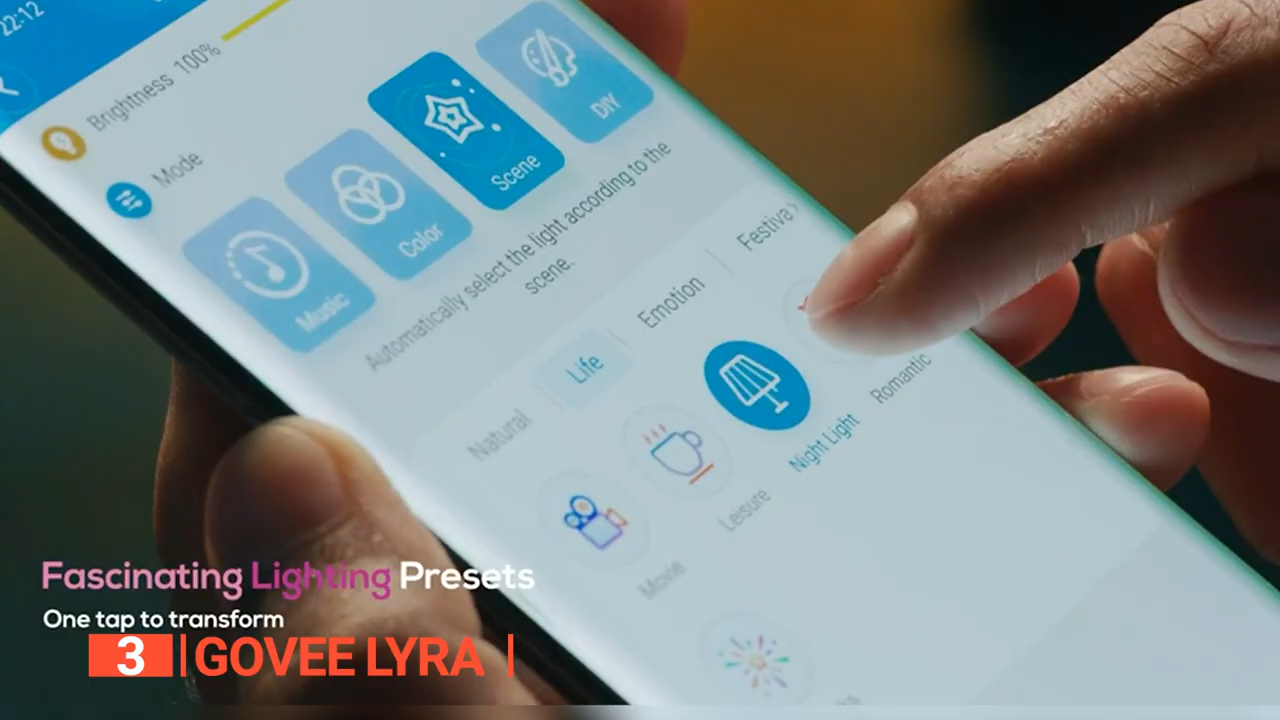 22:12
Brightness 100%
Mode
Music
Color
Scene
DIY
Automatically select the light according to the
scene.
Natural
Life
Emotion
Festiva
Movie
Leisure
Night Light
Romantic
Fascinating Lighting Presets
One tap to transform
3 GOVEE LYRA